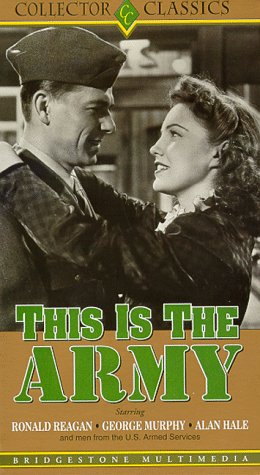 COLLECTOR CC CLASSICS
THIS IS THE
ARMY
Starring
RONALD REAGAN • GEORGE MURPHY • ALAN HALE
and men from the U.S. Armed Services
BRIDGESTONE MULTIMEDIA